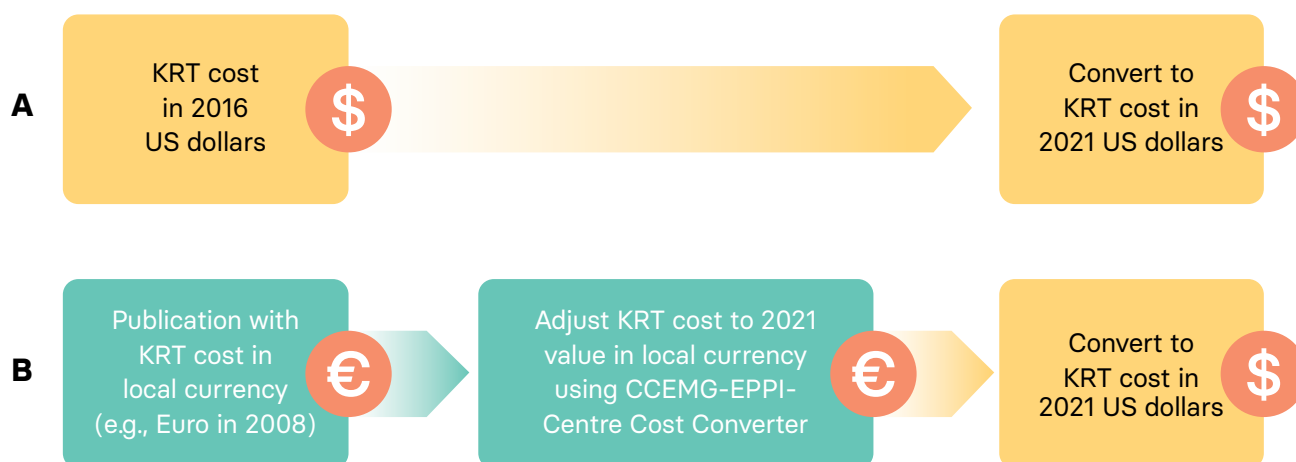 A
KRT cost
in 2016
US dollars
$
Convert to
KRT cost in
2021 US dollars
$
B
Publication with
KRT cost in
local currency
(e.g., Euro in 2008)
€
Adjust KRT cost to 2021
value in local currency
using CCEMG-EPPI-
Centre Cost Converter
€
Convert to
KRT cost in
2021 US dollars
$